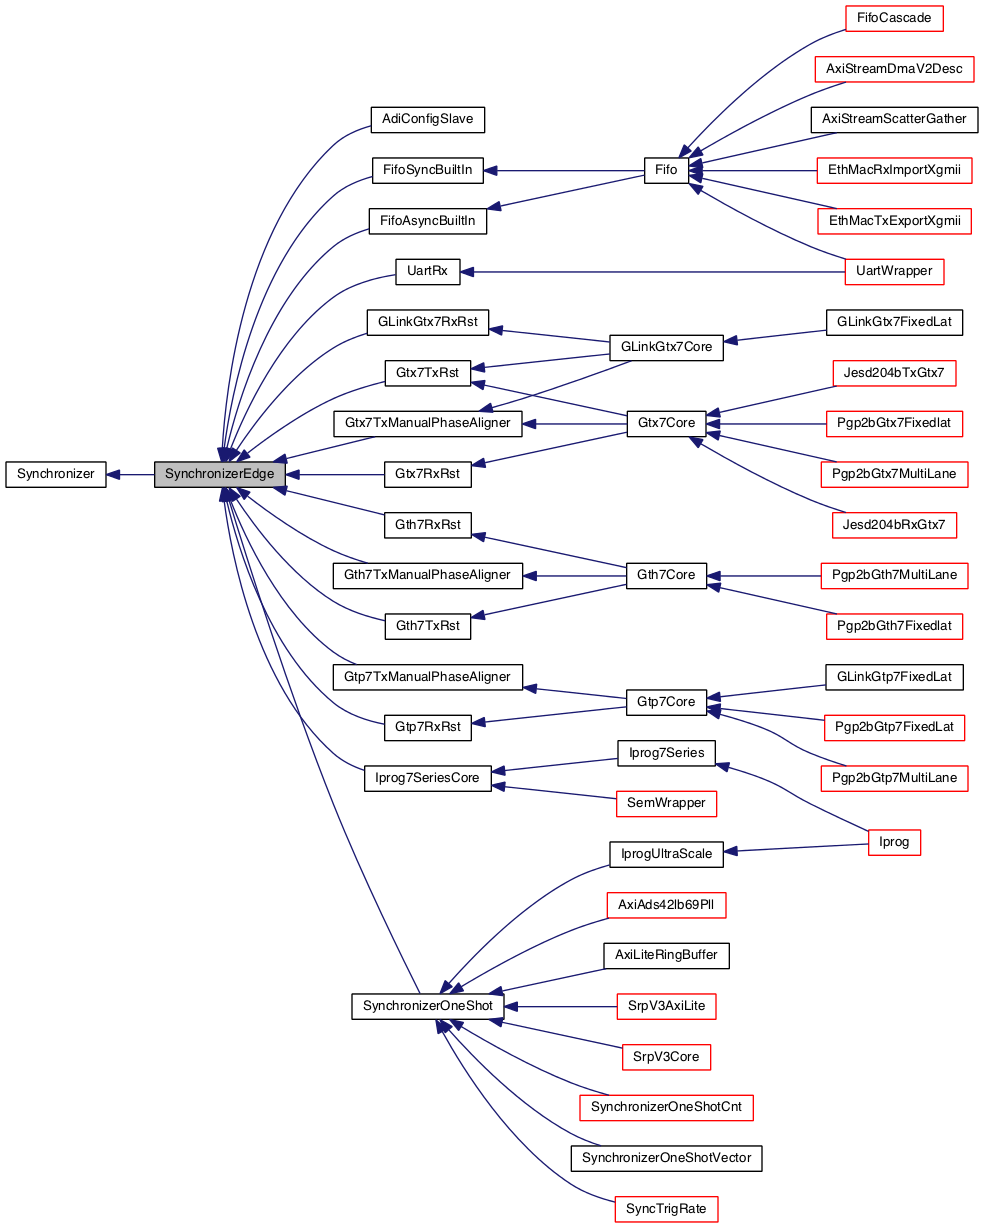 FifoCascade
AxiStreamDmaV2Desc
AdiConfigSlave
AxiStreamScatterGather
FifoSyncBuiltIn
Fifo
EthMacRxImportXgmii
FifoAsyncBuiltIn
EthMacTxExportXgmii
UartRx
UartWrapper
GLinkGtx7RxRst
GLinkGtx7FixedLat
GLinkGtx7Core
Gtx7TxRst
Jesd204bTxGtx7
Gtx7TxManualPhaseAligner
Gtx7Core
Pgp2bGtx7Fixedlat
Synchronizer
SynchronizerEdge
Gtx7RxRst
Pgp2bGtx7MultiLane
Gth7RxRst
Jesd204bRxGtx7
Gth7TxManualPhaseAligner
Gth7Core
Pgp2bGth7MultiLane
Gth7TxRst
Pgp2bGth7Fixedlat
Gtp7TxManualPhaseAligner
GLinkGtp7FixedLat
Gtp7Core
Gtp7RxRst
Pgp2bGtp7FixedLat
Iprog7Series
Iprog7SeriesCore
Pgp2bGtp7MultiLane
SemWrapper
Iprog
IprogUltraScale
AxiAds42lb69Pll
AxiLiteRingBuffer
SynchronizerOneShot
SrpV3AxiLite
SrpV3Core
SynchronizerOneShotCnt
SynchronizerOneShotVector
SyncTrigRate